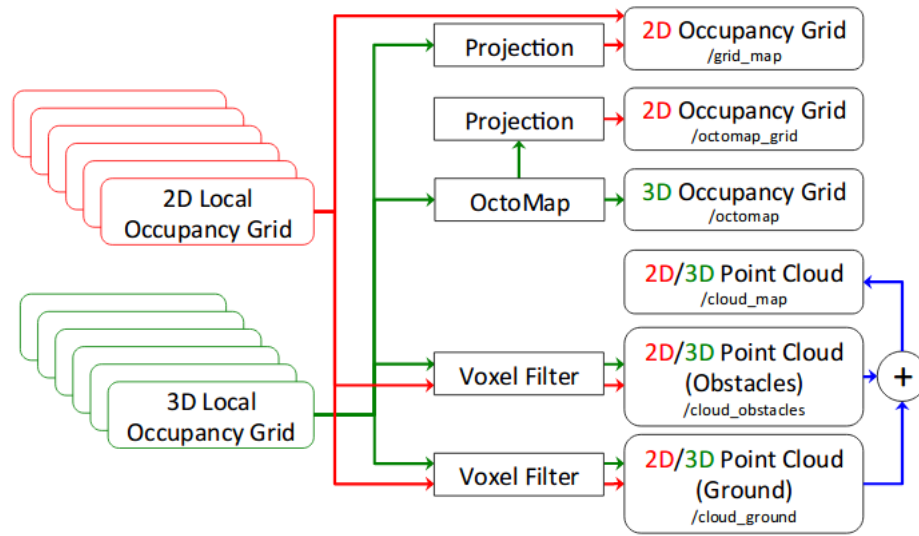 Projection
2D Occupancy Grid
/grid_map
Projection
2D Occupancy Grid
/octomap_grid
2D Local
Occupancy Grid
OctoMap
3D Occupancy Grid
/octomap
2D/3D Point Cloud
/cloud_map
3D Local
Occupancy Grid
Voxel Filter
2D/3D Point Cloud
(Obstacles)
/cloud_obstacles
+
Voxel Filter
2D/3D Point Cloud
(Ground)
/cloud_ground